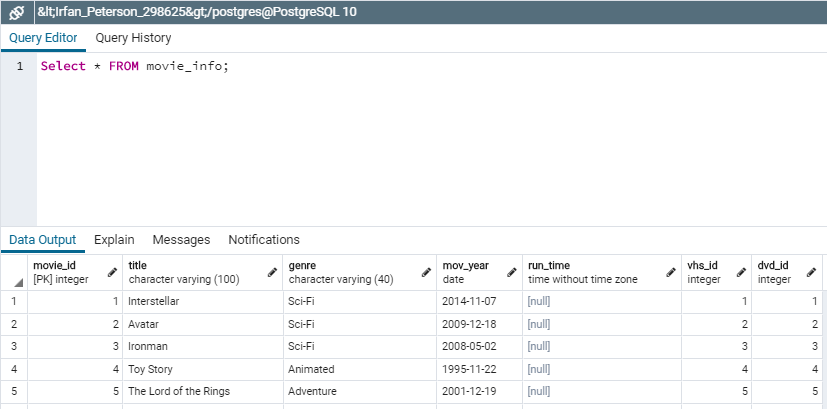 &lt;Irfan_Peterson_298625&gt;/postgres@PostgreSQL 10
Query Editor Query History
1 Select * FROM movie_info;
Data Output Explain Messages Notifications
movie_id title genre mov_year run_time vhs_id dvd_id
[PK] integer character varying (100) character varying (40) date time without time zone integer integer
1 1 Interstellar Sci-Fi 2014-11-07 [null] 1 1
2 2 Avatar Sci-Fi 2009-12-18 [null] 2 2
3 3 Ironman Sci-Fi 2008-05-02 [null] 3 3
4 4 Toy Story Animated 1995-11-22 [null] 4 4
5 5 The Lord of the Rings Adventure 2001-12-19 [null] 5 5